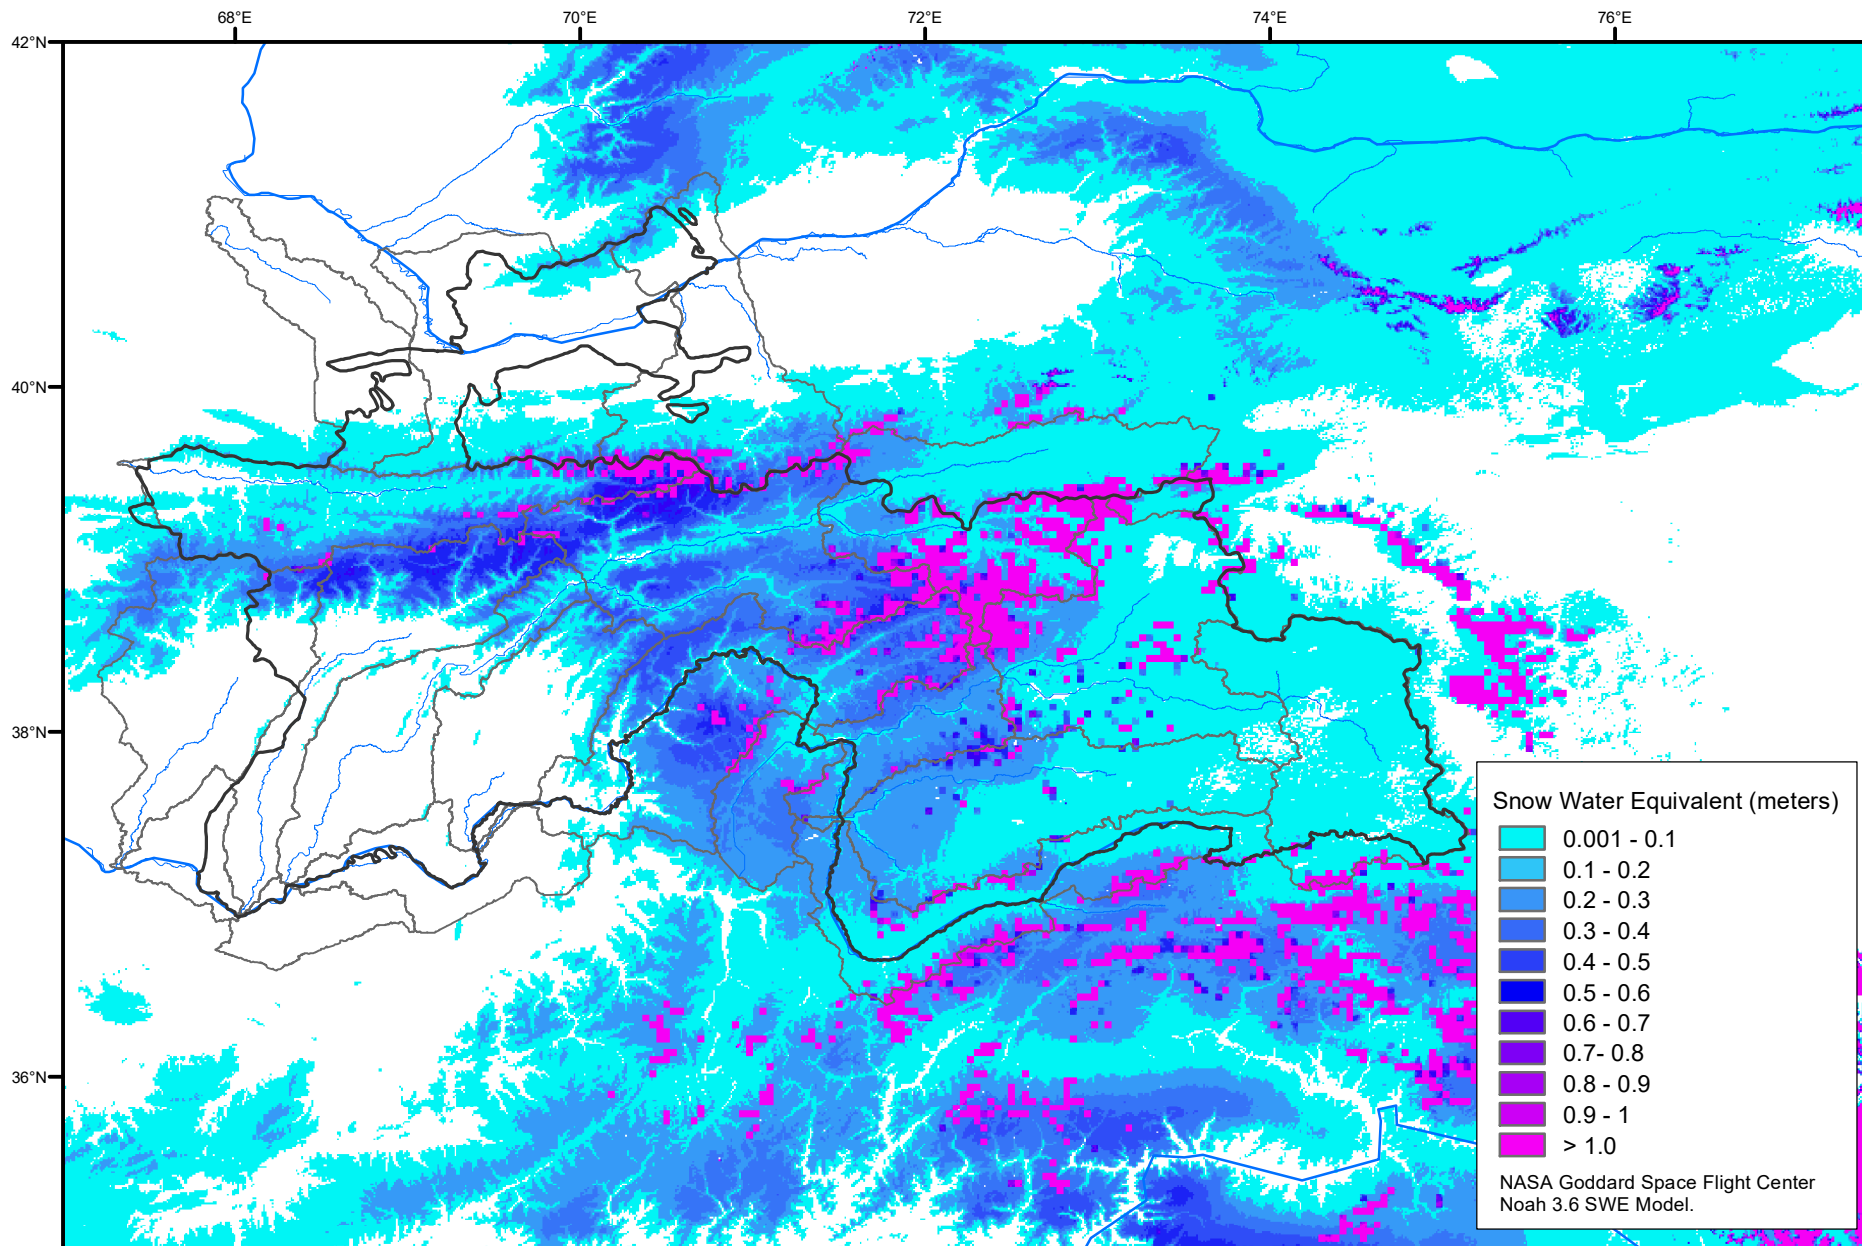 68°E 70°E 72°E 74°E 76°E
42°N
40°N
38°N
36°N
Snow Water Equivalent (meters)
0.001 - 0.1
0.1 - 0.2
0.2 - 0.3
0.3 - 0.4
0.4 - 0.5
0.5 - 0.6
0.6 - 0.7
0.7- 0.8
0.8 - 0.9
0.9 - 1
> 1.0
NASA Goddard Space Flight Center
Noah 3.6 SWE Model.